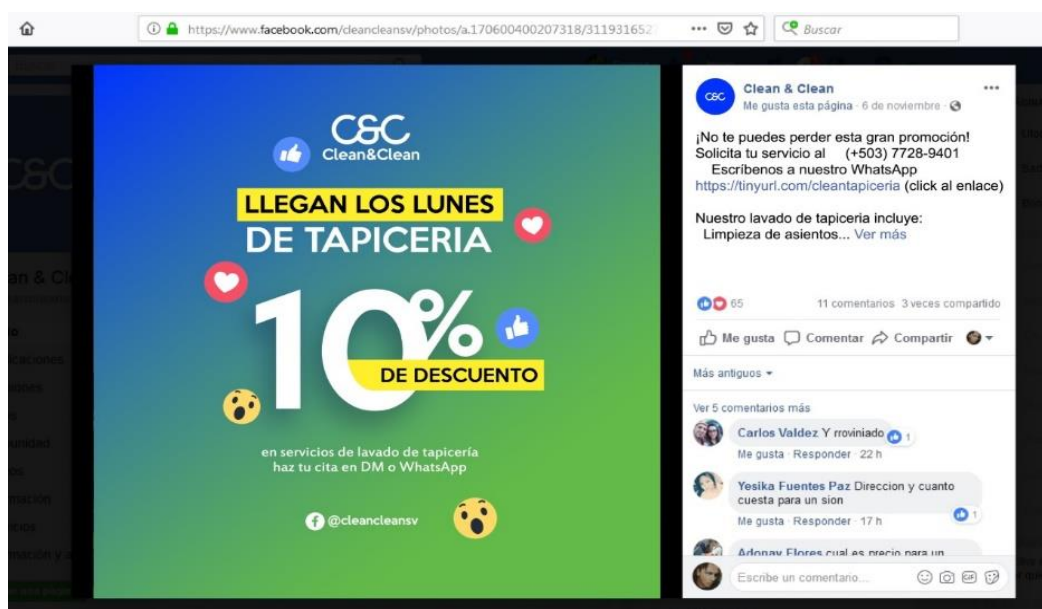 https://www.facebook.com/cleancleansv/photos/a.170600400207318/31193165
Buscar
C&C
Clean&Clean
LLEGAN LOS LUNES
DE TAPICERIA
10%
DE DESCUENTO
en servicios de lavado de tapicería
haz tu cita en DM o WhatsApp
@cleancleansv
C&C
Clean & Clean
Me gusta esta página · 6 de noviembre ·
¡No te puedes perder esta gran promoción!
Solicita tu servicio al (+503) 7728-9401
Escríbenos a nuestro WhatsApp
https://tinyurl.com/cleantapiceria (click al enlace)
Nuestro lavado de tapiceria incluye:
Limpieza de asientos... Ver más
65 11 comentarios 3 veces compartido
Me gusta Comentar Compartir
Más antiguos
Ver 5 comentarios más
Carlos Valdez Y rroviniado
1
Me gusta · Responder · 22 h
Yesika Fuentes Paz Direccion y cuanto
cuesta para un sion
1
Me gusta · Responder · 17 h
Adonay Flores cual es precio para un
Escribe un comentario...
GIF